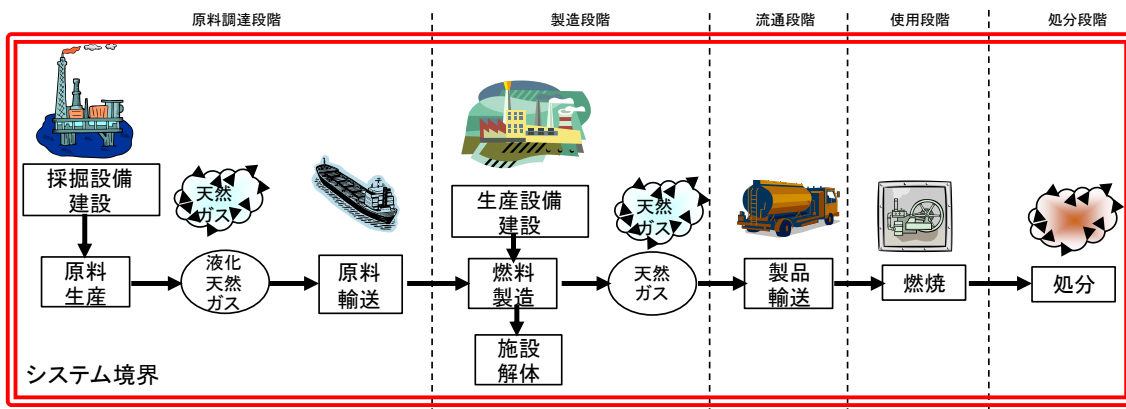 原料調達段階
製造段階
流通段階
使用段階
処分段階
採掘設備
建設
天然
ガス
生産設備
建設
天然
ガス
原料
生産
液化
天然
ガス
原料
輸送
燃料
製造
天然
ガス
製品
輸送
燃焼
処分
施設
解体
システム境界